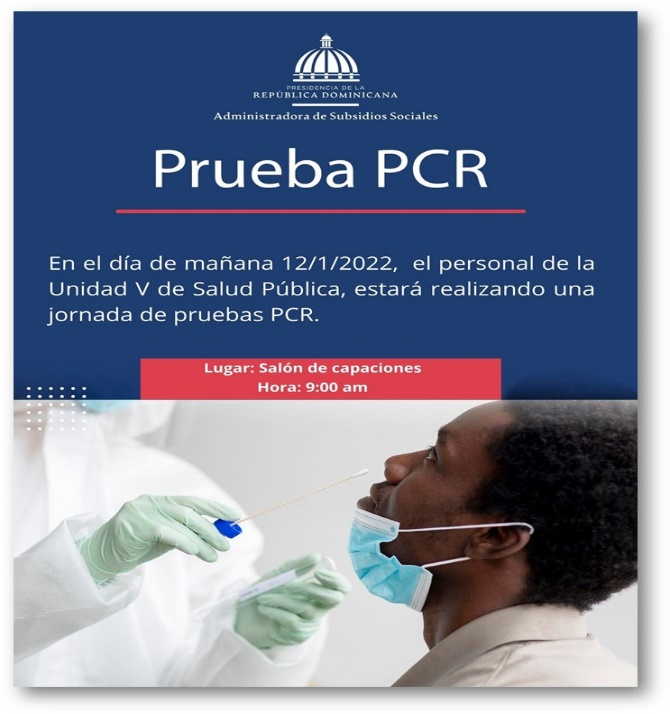 PRESIDENCIA DE LA
REPÚBLICA DOMINICANA
Administradora de Subsidios Sociales
Prueba PCR
En el día de mañana 12/1/2022, el personal de la
Unidad V de Salud Pública, estará realizando una
jornada de pruebas PCR.
Lugar: Salón de capaciones
Hora: 9:00 am